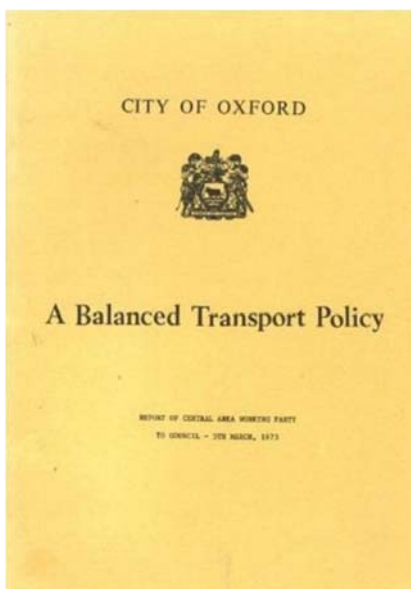 CITY OF OXFORD
A Balanced Transport Policy
REPORT OF CENTRAL AREA WORKING PARTY
TO COUNCIL - 5TH MARCH, 1973